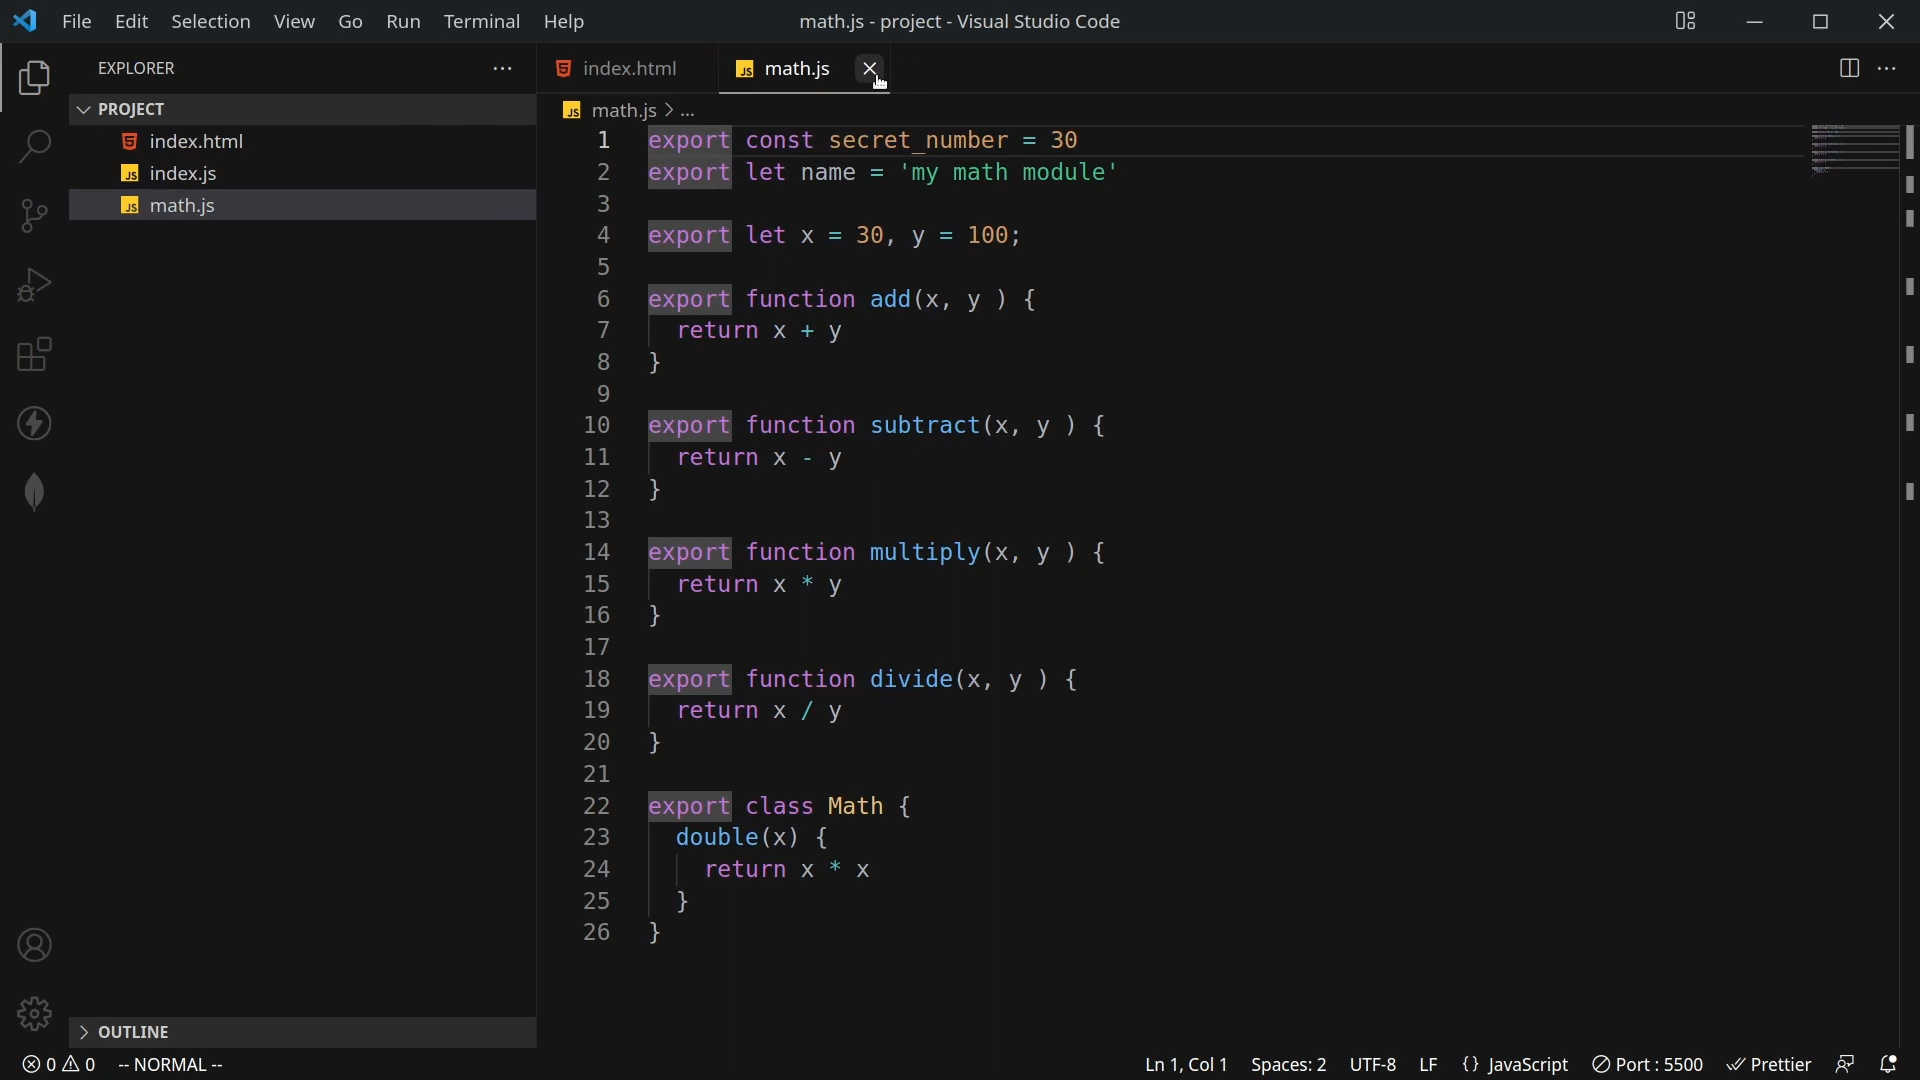 File Edit Selection View Go Run Terminal Help math.js - project - Visual Studio Code
EXPLORER
PROJECT
index.html
index.js
math.js
OUTLINE
index.html math.js
math.js > ...
1 export const secret_number = 30
2 export let name = 'my math module'
3
4 export let x = 30, y = 100;
5
6 export function add(x, y ) {
7 return x + y
8 }
9
10 export function subtract(x, y ) {
11 return x - y
12 }
13
14 export function multiply(x, y ) {
15 return x * y
16 }
17
18 export function divide(x, y ) {
19 return x / y
20 }
21
22 export class Math {
23 double(x) {
24 return x * x
25 }
26 }
0 0 -- NORMAL -- Ln 1, Col 1 Spaces: 2 UTF-8 LF {} JavaScript Port : 5500 Prettier